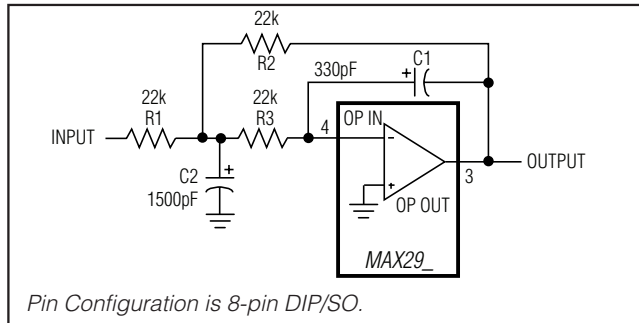 22k
R2
C1
330pF
22k
R1
22k
R3
4
OP IN
INPUT
OUTPUT
3
C2
1500pF
+
+
-
+
OP OUT
MAX29_
Pin Configuration is 8-pin DIP/SO.